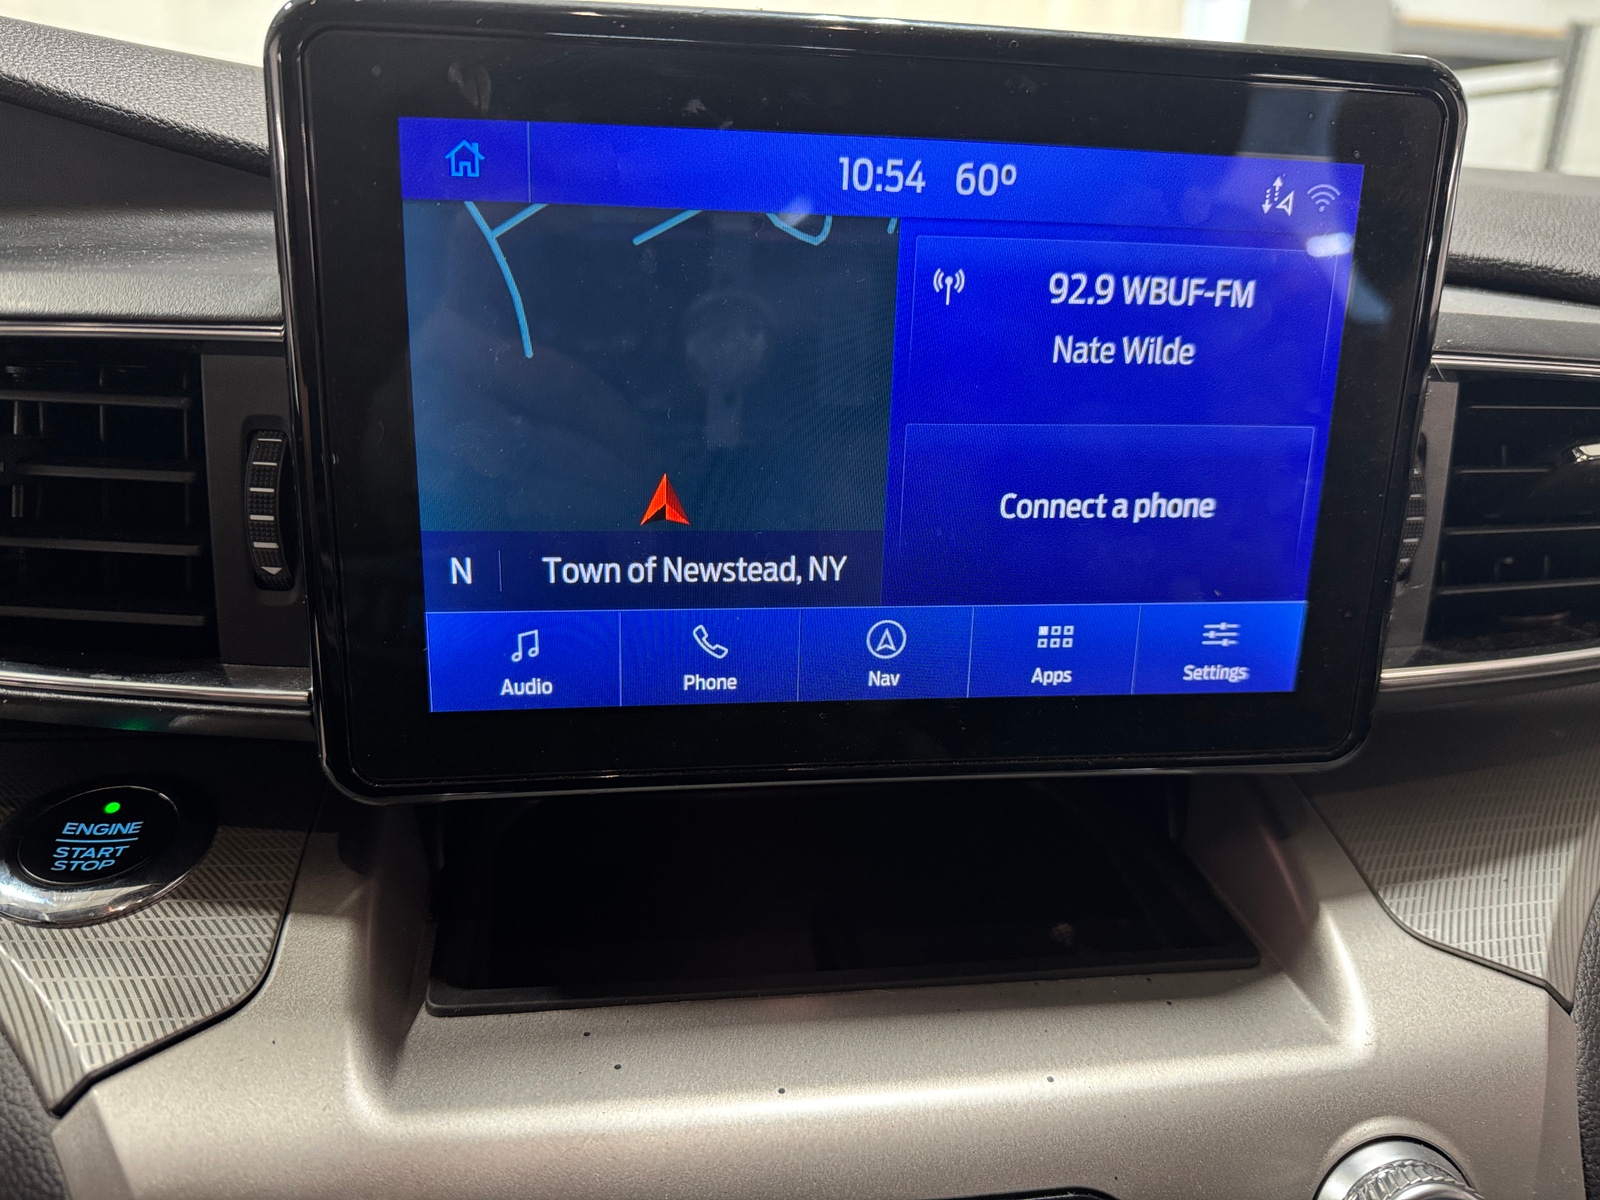 10:54 60º
92.9 WBUF-FM
Nate Wilde
Connect a phone
N Town of Newstead, NY
Audio Phone Nav Apps Settings
ENGINE
START
STOP